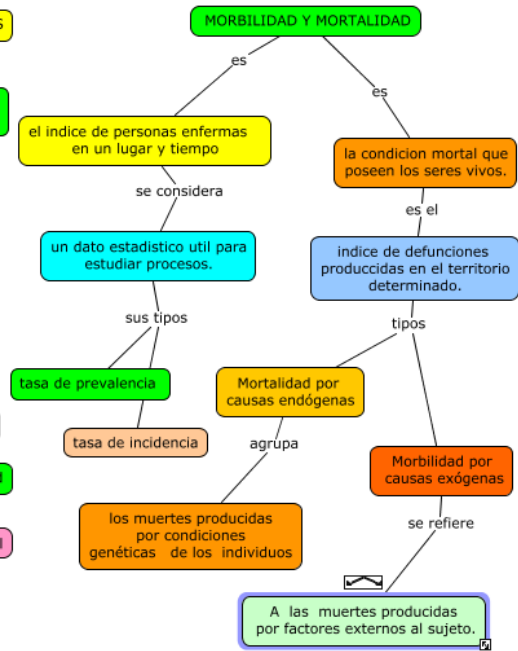 S
MORBILIDAD Y MORTALIDAD
es
es
el indice de personas enfermas
en un lugar y tiempo
la condicion mortal que
poseen los seres vivos.
se considera
es el
un dato estadistico util para
estudiar procesos.
indice de defunciones
produccidas en el territorio
determinado.
sus tipos
tipos
tasa de prevalencia
Mortalidad por
causas endógenas
tasa de incidencia
agrupa
Morbilidad por
causas exógenas
los muertes producidas
por condiciones
genéticas de los individuos
se refiere
A las muertes producidas
por factores externos al sujeto.